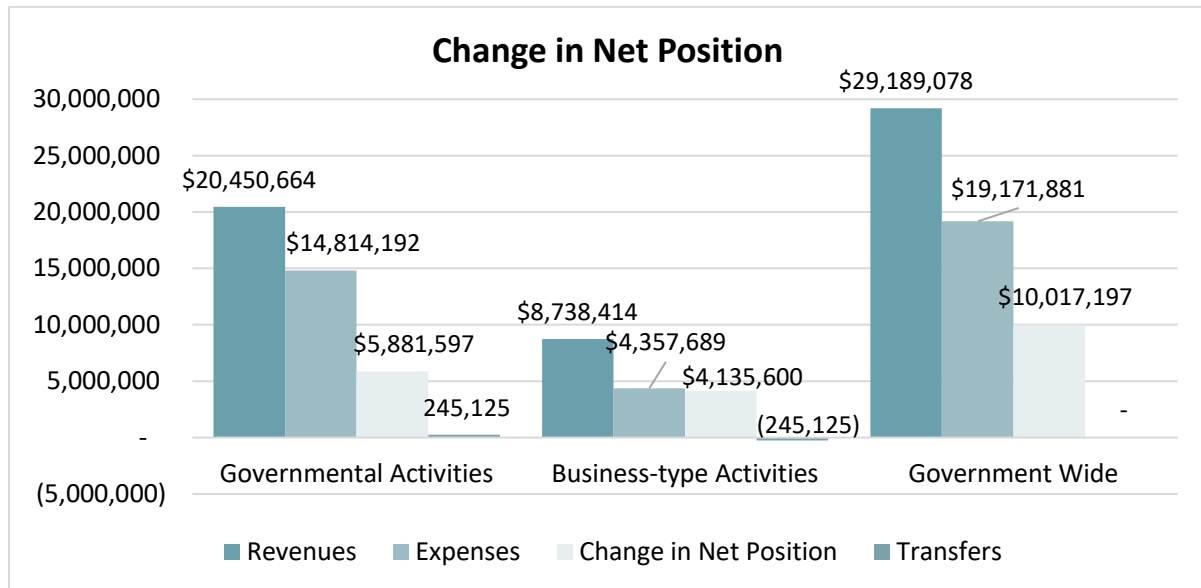 Change in Net Position
$29,189,078
30,000,000
25,000,000
$20,450,664
$19,171,881
20,000,000
$14,814,192
15,000,000
$10,017,197
$8,738,414
10,000,000
$5,881,597
$4,357,689
$4,135,600
5,000,000
245,125
(245,125)
-
-
Governmental Activities
Business-type Activities
Government Wide
(5,000,000)
Revenues
Expenses
Change in Net Position
Transfers